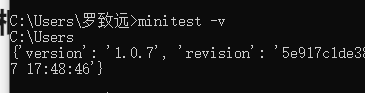 C:\Users\罗致远>minitest -v
C:\Users
{'version': '1.0.7', 'revision': '5e917c1de38
7 17:48:46'}